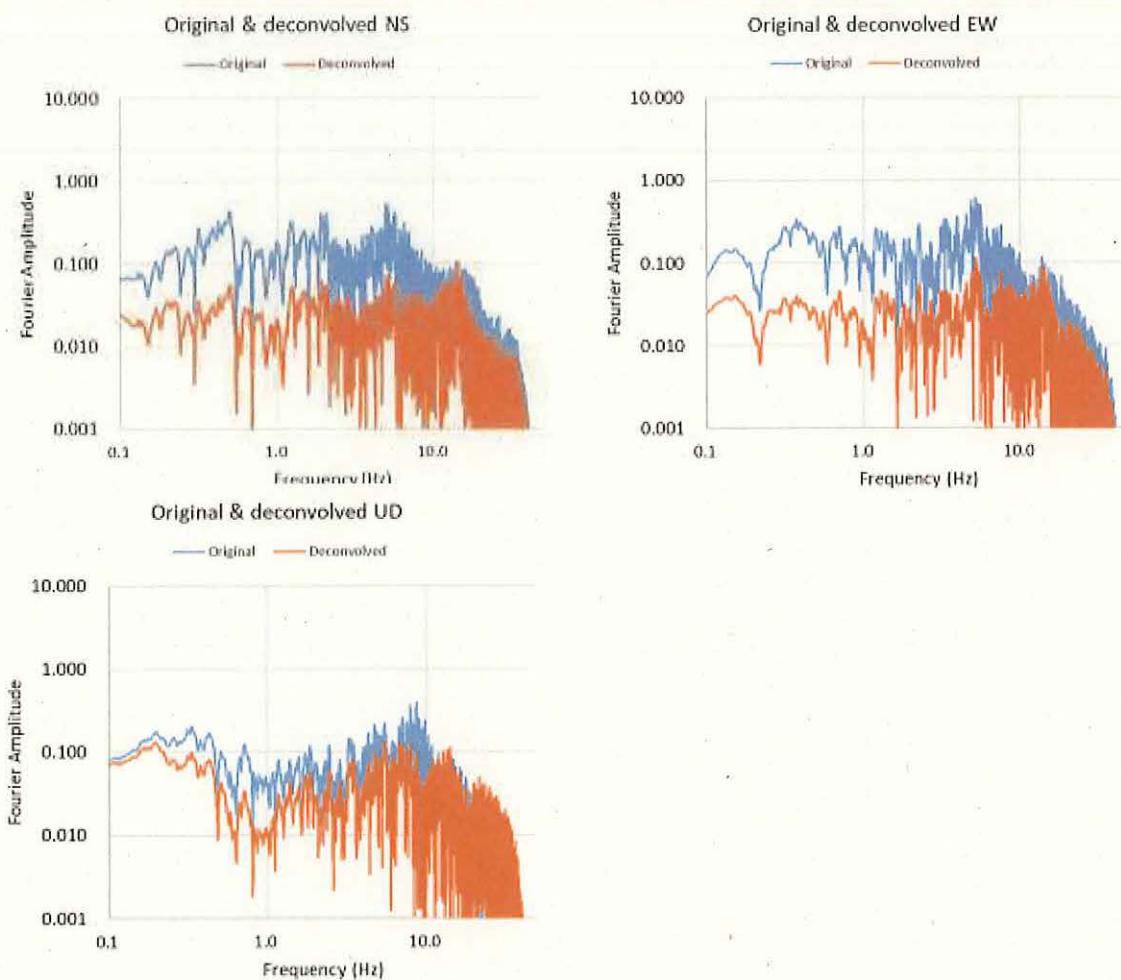 Original & deconvolved NS
Original Deconvolved
10.000
1.000
0.100
0.010
0.001
Fourier Amplitude
0.1 1.0 10.0
Frequency (Hz)
Original & deconvolved EW
Original Deconvolved
10.000
1.000
0.100
0.010
0.001
Fourier Amplitude
0.1 1.0 10.0
Frequency (Hz)
Original & deconvolved UD
Original Deconvolved
10.000
1.000
0.100
0.010
0.001
Fourier Amplitude
0.1 1.0 10.0
Frequency (Hz)